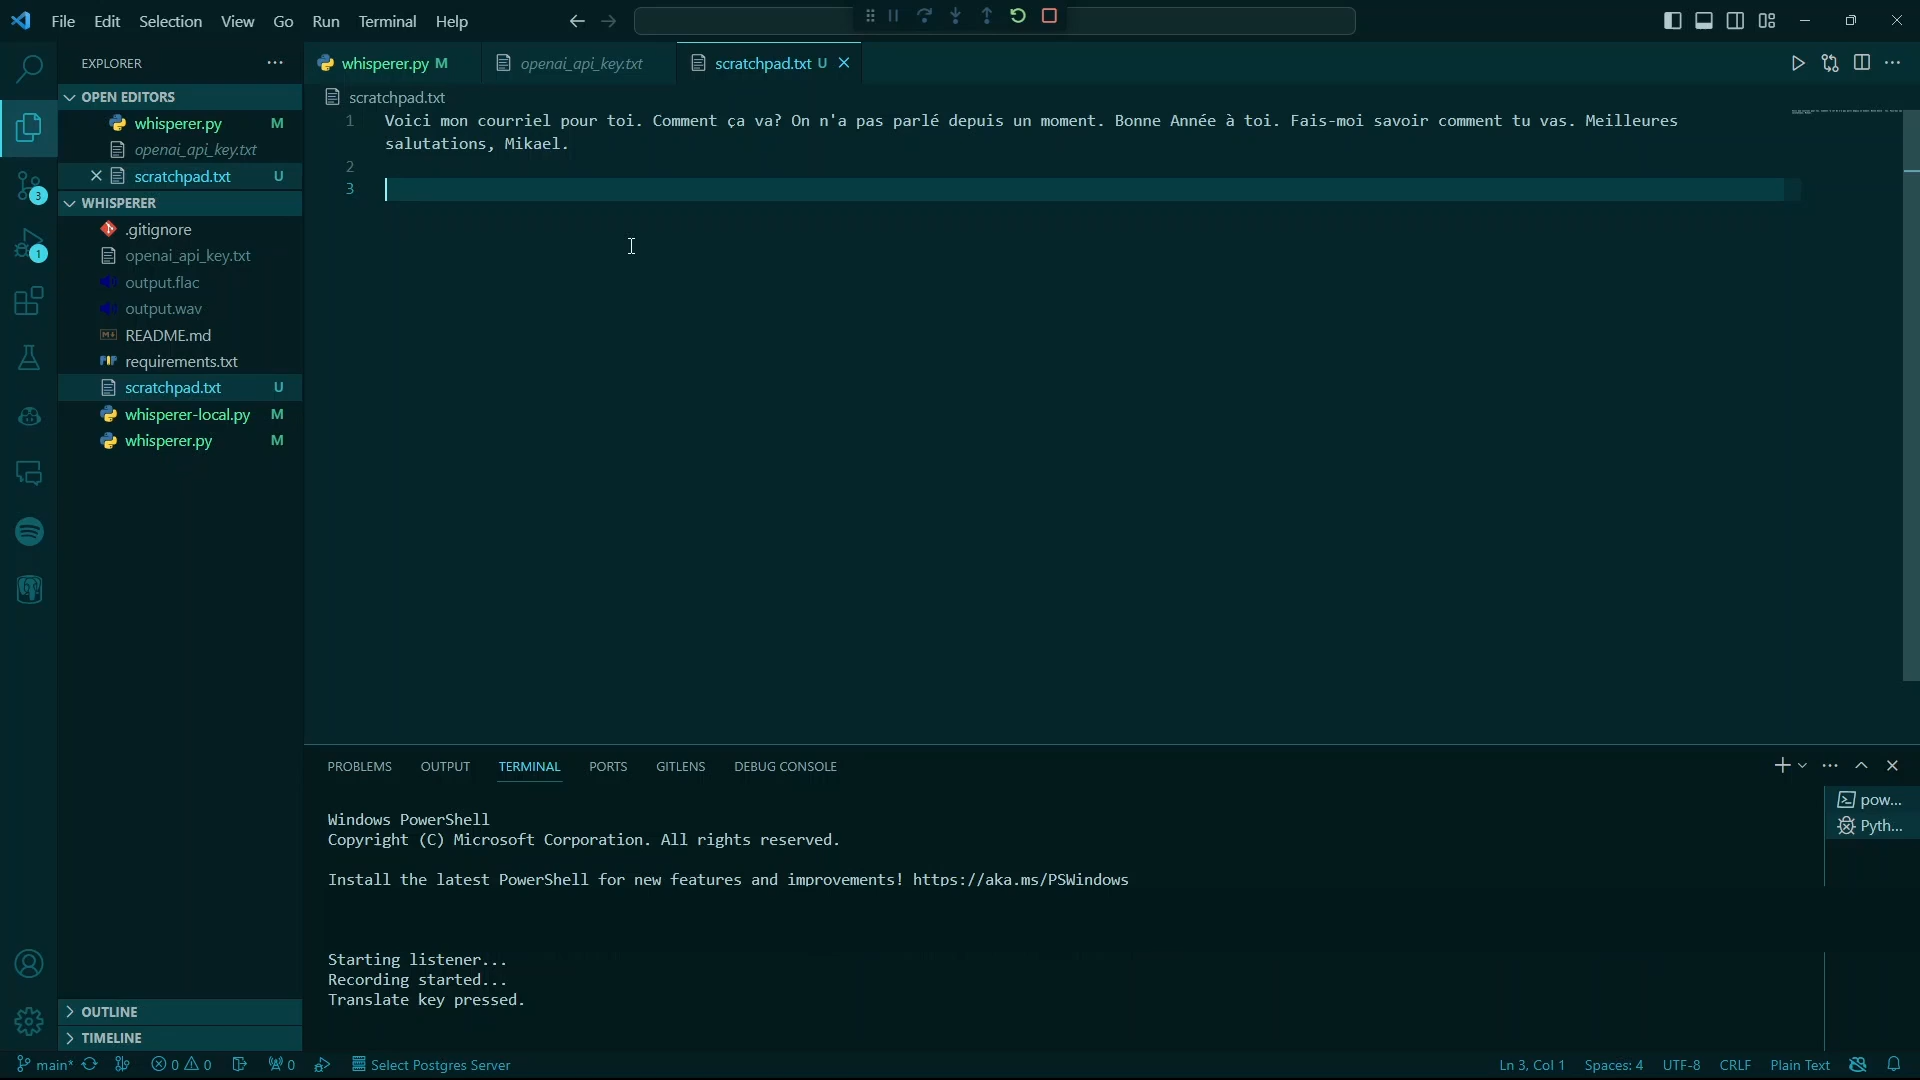 File Edit Selection View Go Run Terminal Help
EXPLORER
OPEN EDITORS
whisperer.py M
openai_api_key.txt
scratchpad.txt U
WHISPERER
.gitignore
openai_api_key.txt
output.flac
output.wav
README.md
requirements.txt
scratchpad.txt U
whisperer-local.py M
whisperer.py M
OUTLINE
TIMELINE
3
1
whisperer.py M openai_api_key.txt scratchpad.txt U
scratchpad.txt
1 Voici mon courriel pour toi. Comment ça va? On n'a pas parlé depuis un moment. Bonne Année à toi. Fais-moi savoir comment tu vas. Meilleures
salutations, Mikael.
2
3
PROBLEMS OUTPUT TERMINAL PORTS GITLENS DEBUG CONSOLE
pow...
Pyth...
Windows PowerShell
Copyright (C) Microsoft Corporation. All rights reserved.
Install the latest PowerShell for new features and improvements! https://aka.ms/PSWindows
Starting listener...
Recording started...
Translate key pressed.
main* 0 0 0 Select Postgres Server Ln 3, Col 1 Spaces: 4 UTF-8 CRLF Plain Text